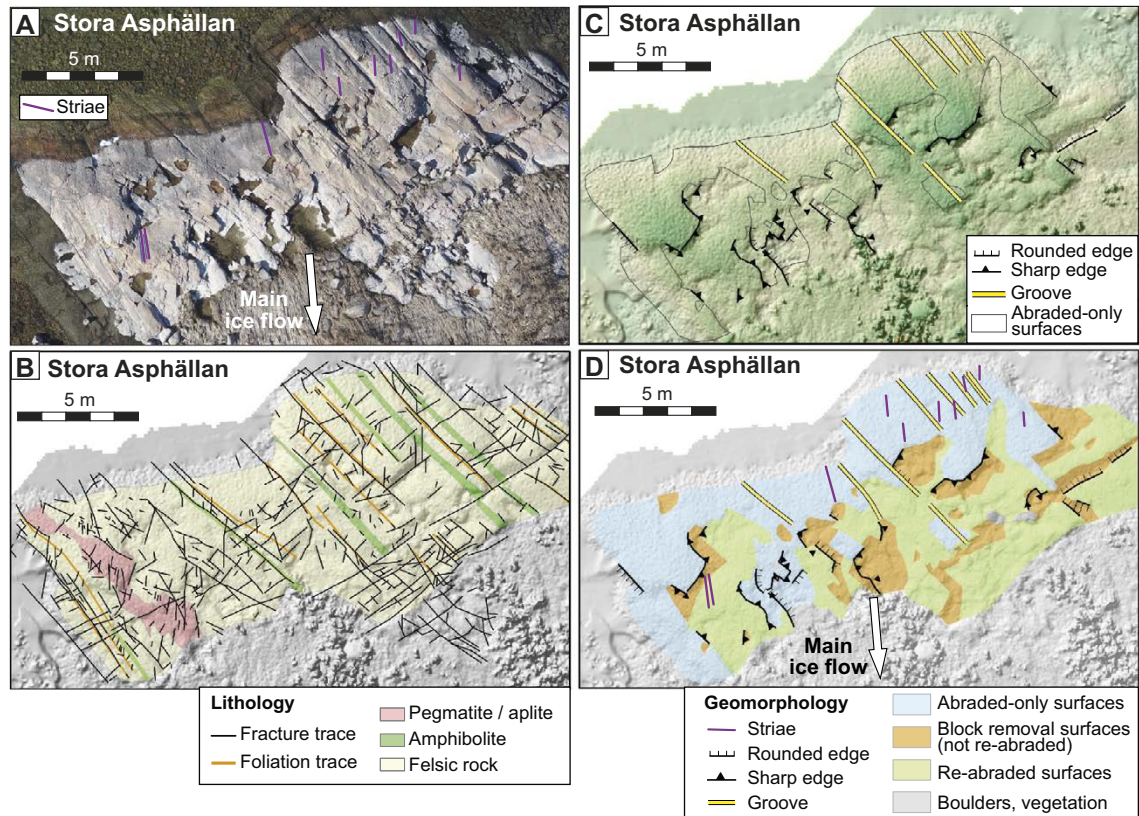 A Stora Asphällan
5 m
Striae
Main
ice flow
C Stora Asphällan
5 m
Rounded edge
Sharp edge
Groove
Abraded-only
surfaces
B Stora Asphällan
5 m
Lithology
Fracture trace
Foliation trace
Pegmatite / aplite
Amphibolite
Felsic rock
D Stora Asphällan
5 m
Main
ice flow
Geomorphology
Striae
Rounded edge
Sharp edge
Groove
Abraded-only surfaces
Block removal surfaces
(not re-abraded)
Re-abraded surfaces
Boulders, vegetation